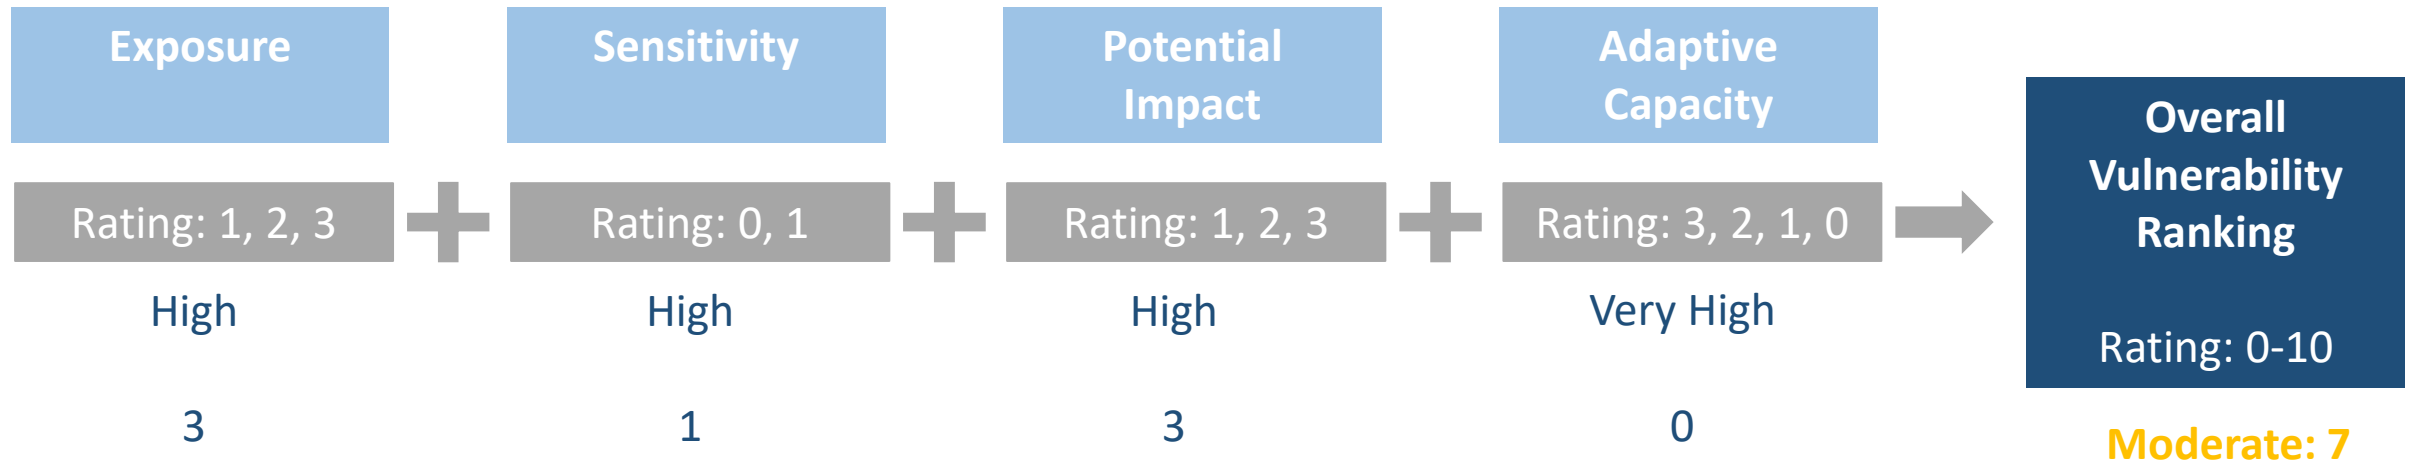 Exposure
Sensitivity
Potential
Impact
Adaptive
Capacity
Overall
Vulnerability
Ranking
Rating: 0-10
Rating: 1, 2, 3
Rating: 0, 1
Rating: 1, 2, 3
Rating: 3, 2, 1, 0
High
High
High
Very High
3
1
3
0
Moderate: 7